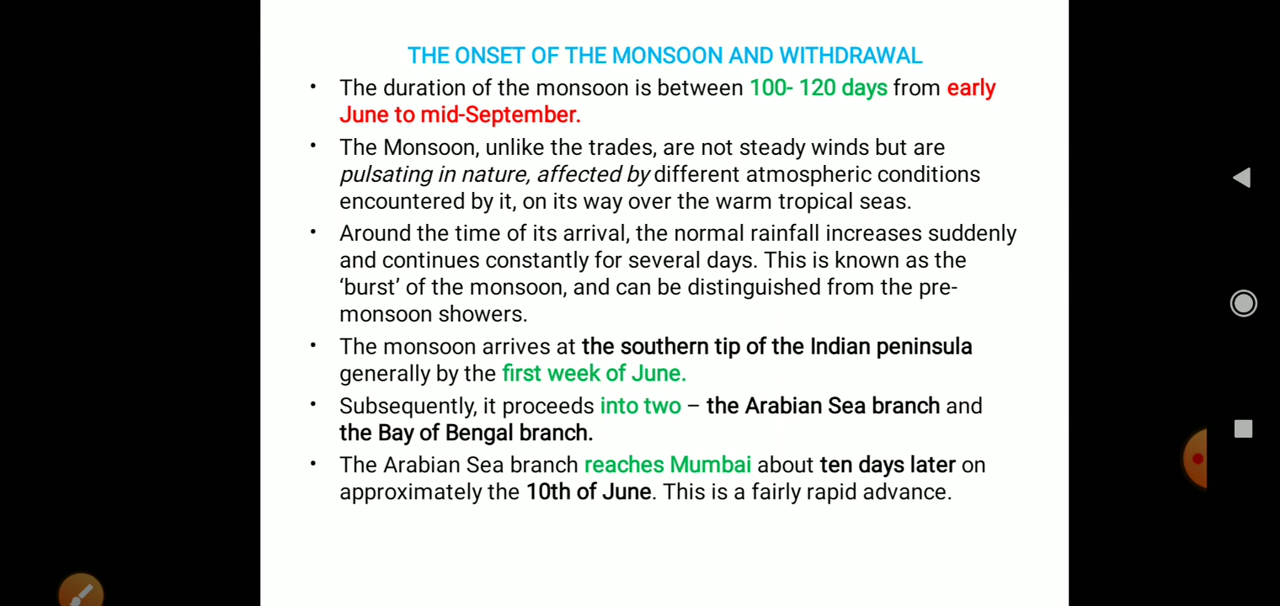 THE ONSET OF THE MONSOON AND WITHDRAWAL
• The duration of the monsoon is between 100- 120 days from early
June to mid-September.
• The Monsoon, unlike the trades, are not steady winds but are
pulsating in nature, affected by different atmospheric conditions
encountered by it, on its way over the warm tropical seas.
• Around the time of its arrival, the normal rainfall increases suddenly
and continues constantly for several days. This is known as the
‘burst’ of the monsoon, and can be distinguished from the pre-
monsoon showers.
• The monsoon arrives at the southern tip of the Indian peninsula
generally by the first week of June.
• Subsequently, it proceeds into two – the Arabian Sea branch and
the Bay of Bengal branch.
• The Arabian Sea branch reaches Mumbai about ten days later on
approximately the 10th of June. This is a fairly rapid advance.